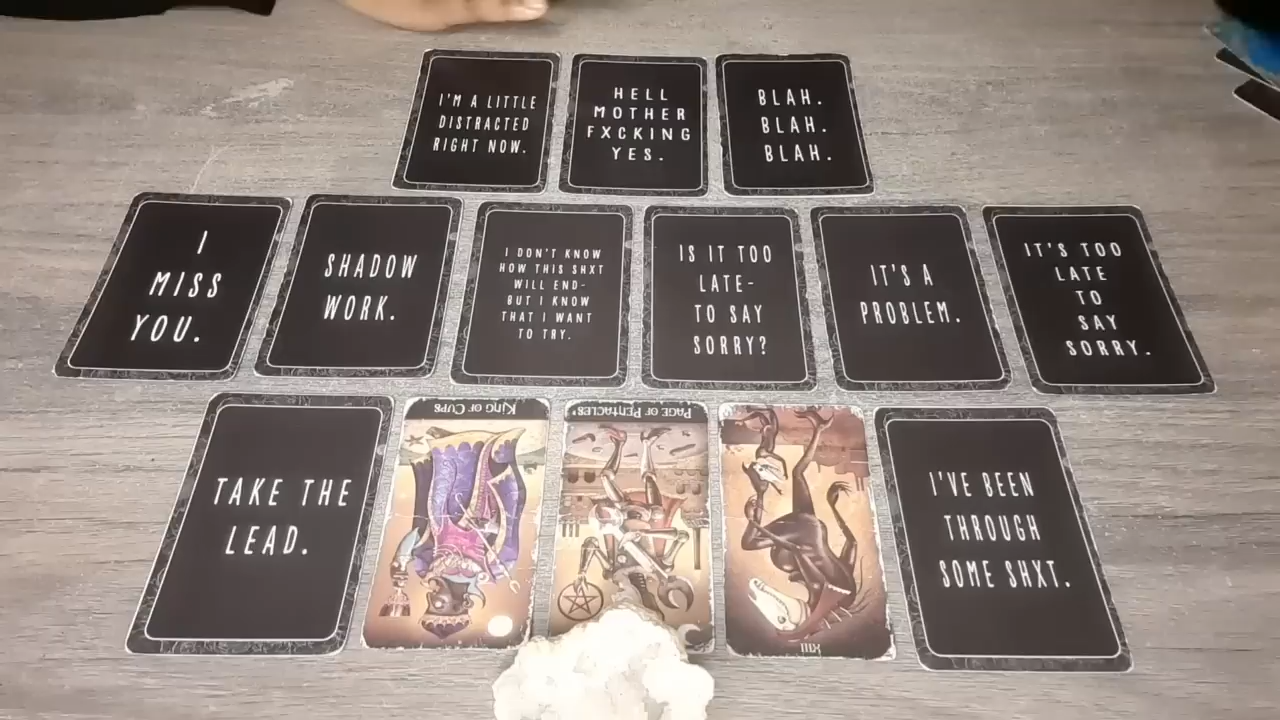 I'M A LITTLE
DISTRACTED
RIGHT NOW.
HELL
MOTHER
FXCKING
YES.
BLAH.
BLAH.
BLAH.
I
MISS
YOU.
SHADOW
WORK.
I DON'T KNOW
HOW THIS SHXT
WILL END-
BUT I KNOW
THAT I WANT
TO TRY.
IS IT TOO
LATE-
TO SAY
SORRY?
IT'S A
PROBLEM.
IT'S TOO
LATE
TO
SAY
SORRY.
TAKE THE
LEAD.
KING OF CUPS
PAGE OF PENTACLES
XIII
I'VE BEEN
THROUGH
SOME SHXT.